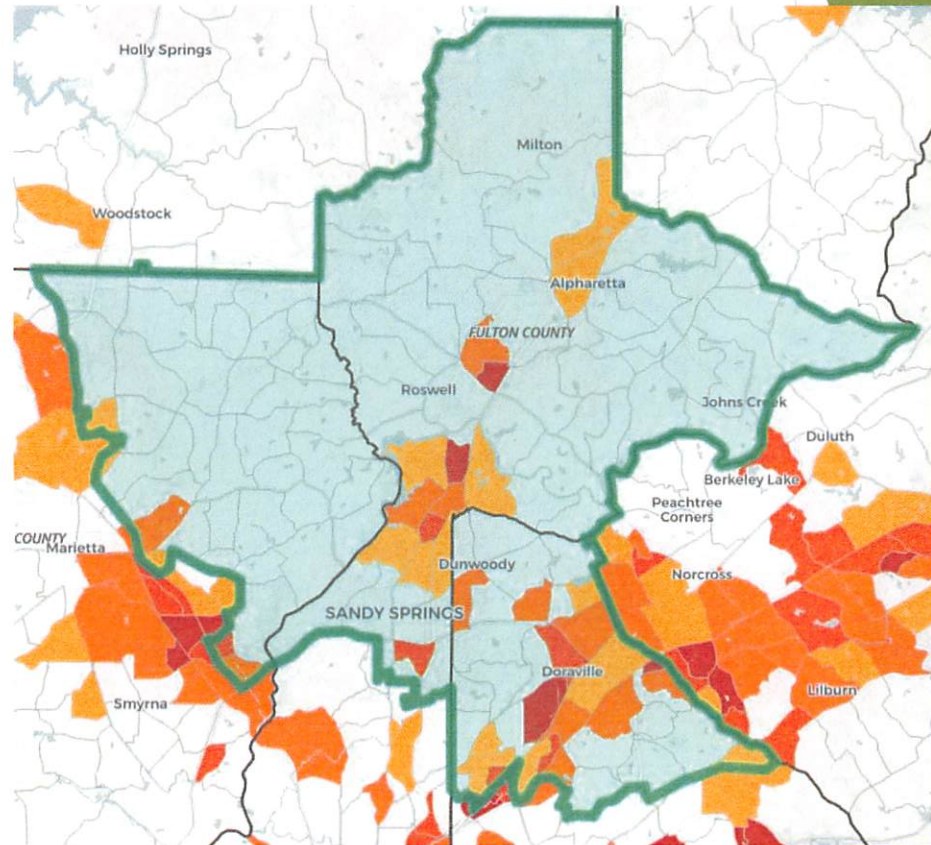 Holly Springs
Milton
Woodstock
Alpharetta
FULTON COUNTY
Roswell
Johns Creek
Duluth
Berkeley Lake
Peachtree
Corners
COUNTY
Marietta
Dunwoody
Norcross
SANDY SPRINGS
Doraville
Lilburn
Smyrna